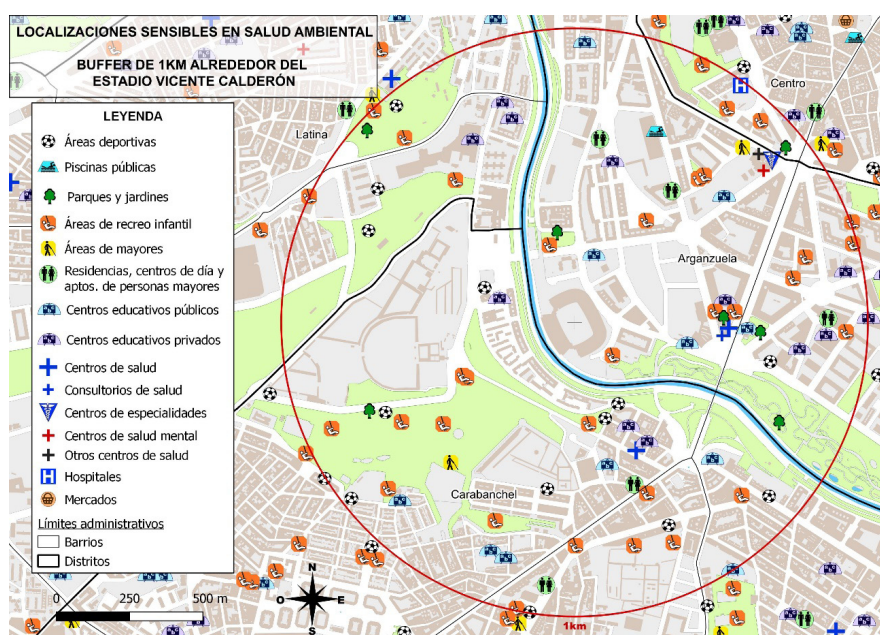 LOCALIZACIONES SENSIBLES EN SALUD AMBIENTAL
BUFFER DE 1KM ALREDEDOR DEL
ESTADIO VICENTE CALDERÓN
LEYENDA
Áreas deportivas
Piscinas públicas
Parques y jardines
Áreas de recreo infantil
Áreas de mayores
Residencias, centros de día y
aptos. de personas mayores
Centros educativos públicos
Centros educativos privados
Centros de salud
Consultorios de salud
Centros de especialidades
Centros de salud mental
Otros centros de salud
H Hospitales
Mercados
Límites administrativos
Barrios
Distritos
0 250 500 m
N
O E
S
Latina
Centro
H
Arganzuela
Carabanchel
1km